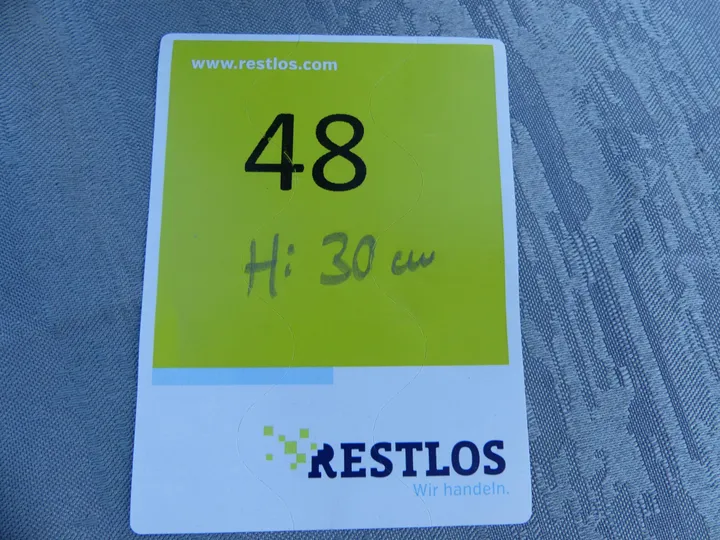 www.restlos.com
48
H: 30 cm
RESTLOS
Wir handeln.